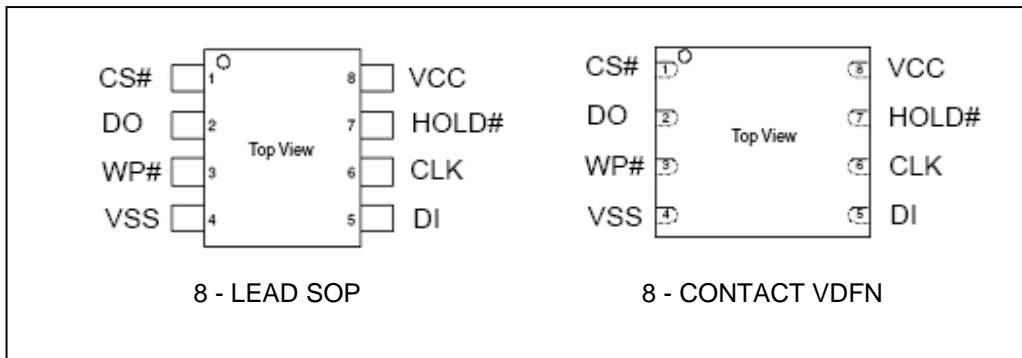 CS# 1 8 VCC
DO 2 7 HOLD#
Top View
WP# 3 6 CLK
VSS 4 5 DI
8 - LEAD SOP
CS# 1 8 VCC
DO 2 7 HOLD#
Top View
WP# 3 6 CLK
VSS 4 5 DI
8 - CONTACT VDFN